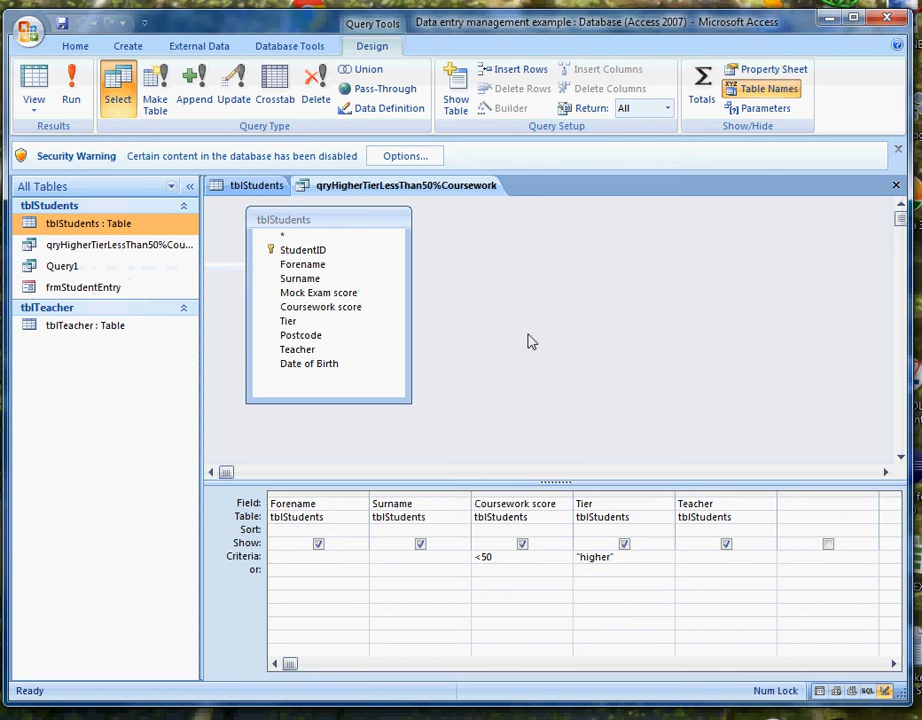 Query Tools
Data entry management example : Database (Access 2007) - Microsoft Access
Home Create External Data Database Tools Design
View Run Select Make Table Append Update Crosstab Delete
Union
Pass-Through
Data Definition
Show Table
Insert Rows
Delete Rows
Builder
Insert Columns
Delete Columns
Return: All
Totals
Property Sheet
Table Names
Parameters
Results Query Type Query Setup Show/Hide
Security Warning Certain content in the database has been disabled Options...
All Tables
tblStudents
tblStudents : Table
qryHigherTierLessThan50%Cou...
Query1
frmStudentEntry
tblTeacher
tblTeacher : Table
tblStudents qryHigherTierLessThan50%Coursework
tblStudents
*
StudentID
Forename
Surname
Mock Exam score
Coursework score
Tier
Postcode
Teacher
Date of Birth
Field: Forename Surname Coursework score Tier Teacher
Table: tblStudents tblStudents tblStudents tblStudents tblStudents
Sort:
Show:
Criteria: <50 "higher"
or:
Ready Num Lock SQL